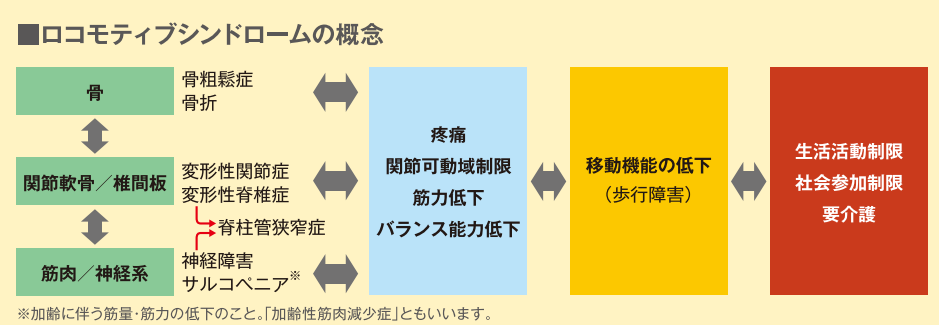 ■ロコモティブシンドロームの概念
骨
骨粗鬆症
骨折
関節軟骨／椎間板
変形性関節症
変形性脊椎症
脊柱管狭窄症
筋肉／神経系
神経障害
サルコペニア※
疼痛
関節可動域制限
筋力低下
バランス能力低下
移動機能の低下
（歩行障害）
生活活動制限
社会参加制限
要介護
※加齢に伴う筋量・筋力の低下のこと。「加齢性筋肉減少症」ともいいます。